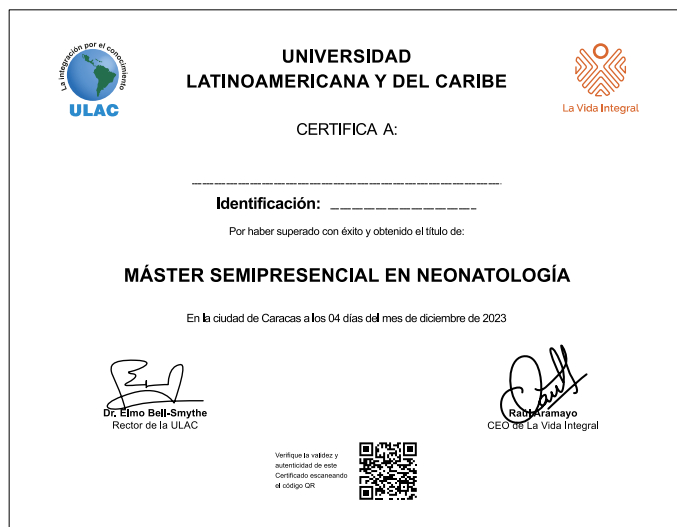 La integración por el conocimiento
ULAC
UNIVERSIDAD
LATINOAMERICANA Y DEL CARIBE
La Vida Integral
CERTIFICA A:
Identificación:
Por haber superado con éxito y obtenido el título de:
MÁSTER SEMIPRESENCIAL EN NEONATOLOGÍA
En la ciudad de Caracas a los 04 días del mes de diciembre de 2023
Dr. Elmo Bell-Smythe
Rector de la ULAC
Raúl Aramayo
CEO de La Vida Integral
Verifique la validez y
autenticidad de este
Certificado escaneando
el código QR